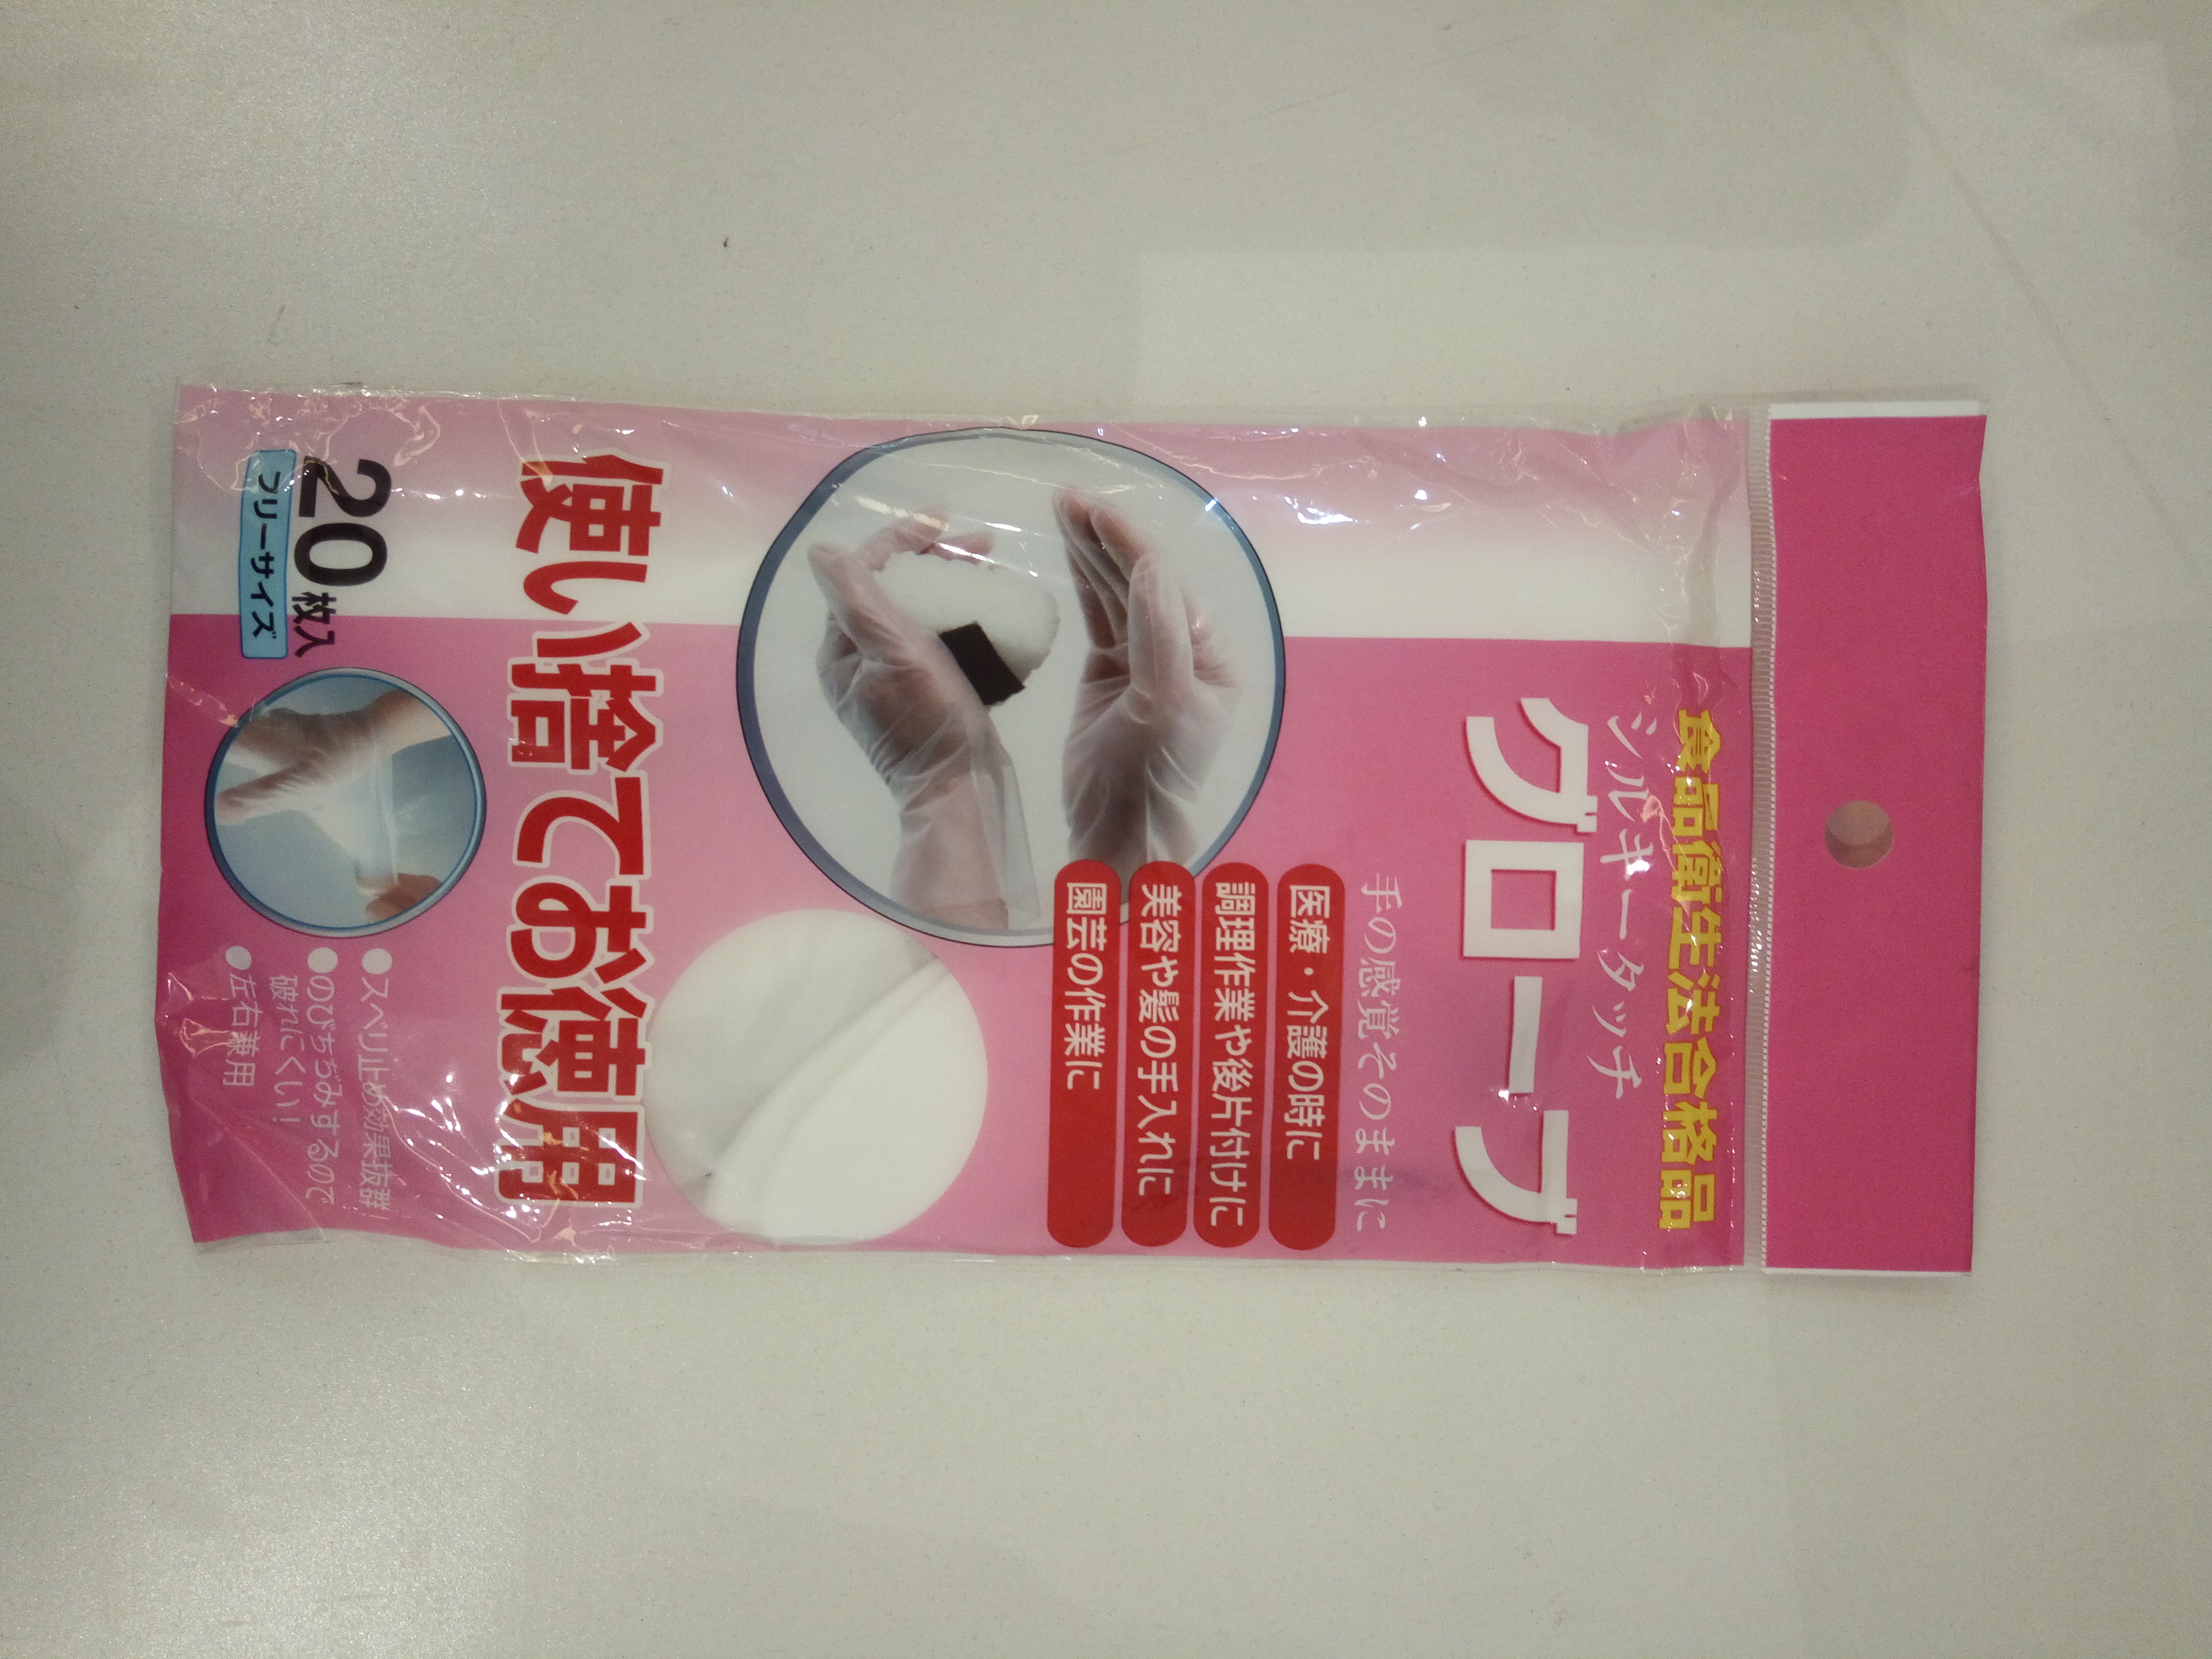 食品衛生法合格品
シルキータッチ
グローブ
手の感覚そのままに
医療・介護の時に
調理作業や後片付けに
美容や髪の手入れに
園芸の作業に
使い捨てお徳用
20枚入
フリーサイズ
●スベリ止め効果抜群!
●のびちぢみするので
破れにくい!
●左右兼用